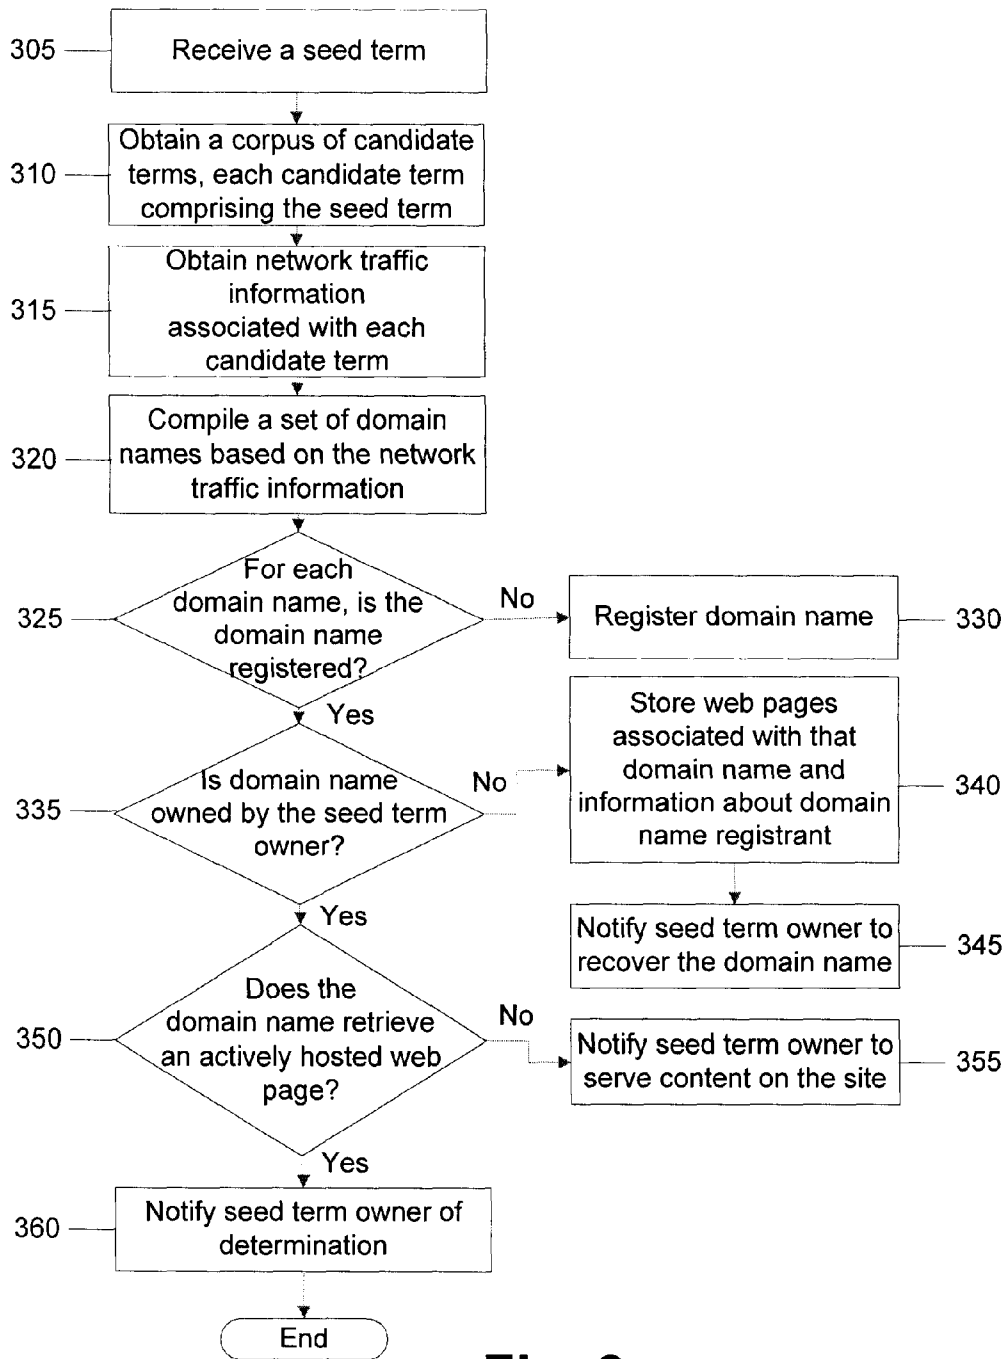 305
Receive a seed term
310
Obtain a corpus of candidate
terms, each candidate term
comprising the seed term
315
Obtain network traffic
information
associated with each
candidate term
320
Compile a set of domain
names based on the network
traffic information
325
For each
domain name, is the
domain name
registered?
No
Register domain name
330
Yes
335
Is domain name
owned by the seed term
owner?
No
Store web pages
associated with that
domain name and
information about domain
name registrant
340
Yes
Notify seed term owner to
recover the domain name
345
350
Does the
domain name retrieve
an actively hosted web
page?
No
Notify seed term owner to
serve content on the site
355
Yes
360
Notify seed term owner of
determination
End